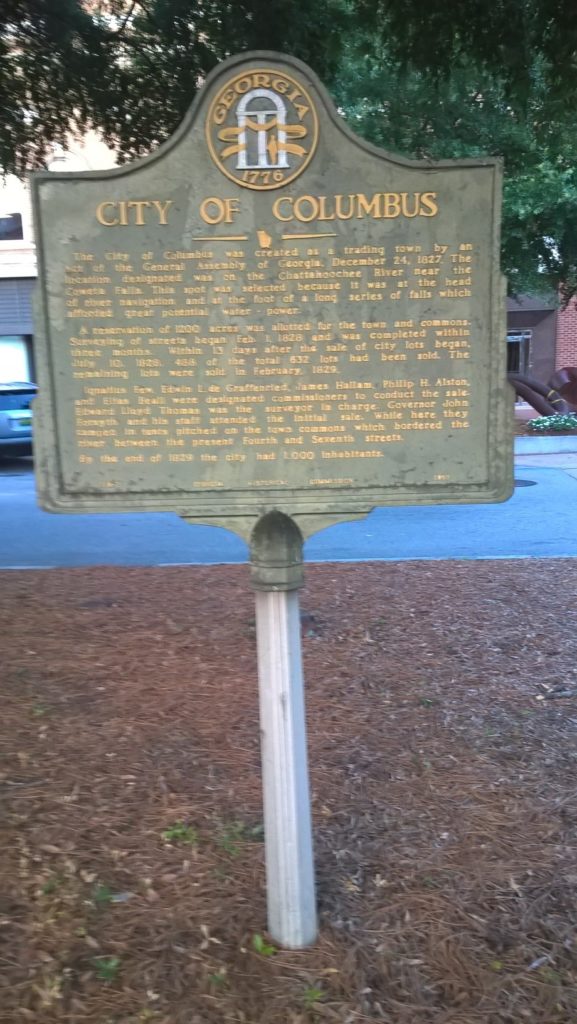 GEORGIA
1776
CITY OF COLUMBUS
The City of Columbus was created as a trading town by an
act of the General Assembly of Georgia, December 24, 1827. The
location designated was on the Chattahoochee River near the
Coweta Falls. This spot was selected because it was at the head
of river navigation and at the foot of a long series of falls which
afforded great potential water - power.
A reservation of 1200 acres was allotted for the town and commons.
Surveying of streets began Feb. 1, 1828 and was completed within
three months. Within 13 days after the sale of city lots began,
July 10, 1828, 488 of the total 632 lots had been sold. The
remaining lots were sold in February, 1829.
Ignatius Few, Edwin L. de Graffenried, James Hallam, Philip H. Alston,
and Elias Beall were designated commissioners to conduct the sale.
Edward Lloyd Thomas was the surveyor in charge. Governor John
Forsyth and his staff attended the initial sale. While here they
camped in tents pitched on the town commons which bordered the
river between the present Fourth and Seventh streets.
By the end of 1829 the city had 1,000 inhabitants.
GEORGIA HISTORICAL COMMISSION